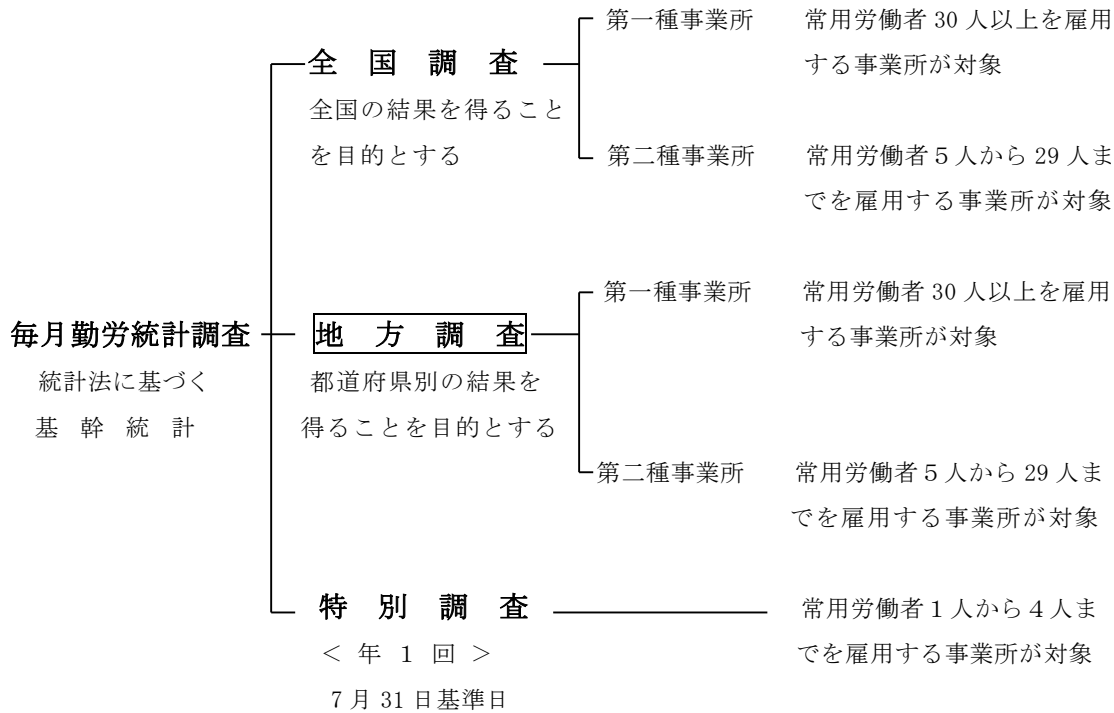 第一種事業所 常用労働者 30 人以上を雇用
する事業所が対象
全 国 調 査
全国の結果を得ること
を目的とする
第二種事業所 常用労働者５人から 29 人ま
でを雇用する事業所が対象
第一種事業所 常用労働者 30 人以上を雇用
する事業所が対象
毎月勤労統計調査
統計法に基づく
基 幹 統 計
地 方 調 査
都道府県別の結果を
得ることを目的とする
第二種事業所 常用労働者５人から 29 人ま
でを雇用する事業所が対象
特 別 調 査
＜ 年 １ 回 ＞
７月 31 日基準日
常用労働者１人から４人ま
でを雇用する事業所が対象